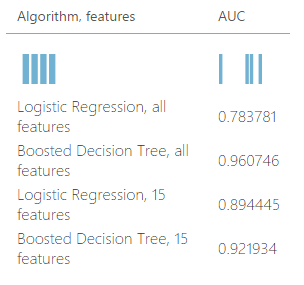 Algorithm, features AUC
Logistic Regression, all
features
0.783781
Boosted Decision Tree, all
features
0.960746
Logistic Regression, 15
features
0.894445
Boosted Decision Tree, 15
features
0.921934